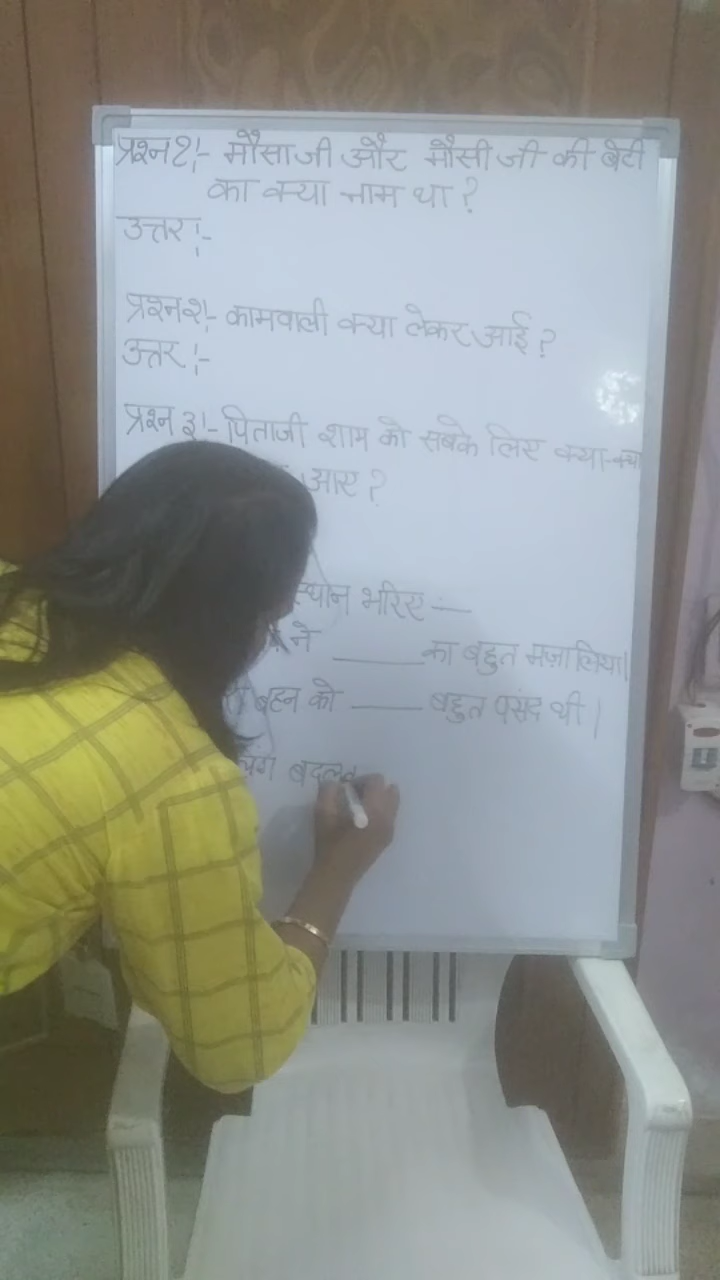 प्रश्न१:- मौसाजी और मौसीजी की बेटी
का क्या नाम था?
उत्तर:-
प्रश्न२:- कामवाली क्या लेकर आई?
उत्तर:-
प्रश्न ३:- पिताजी शाम को सबके लिए क्या-क्या
आए?
भरिए —
ने ______ का बहुत मज़ा लिया।
बहन को ______ बहुत पसंद थी।